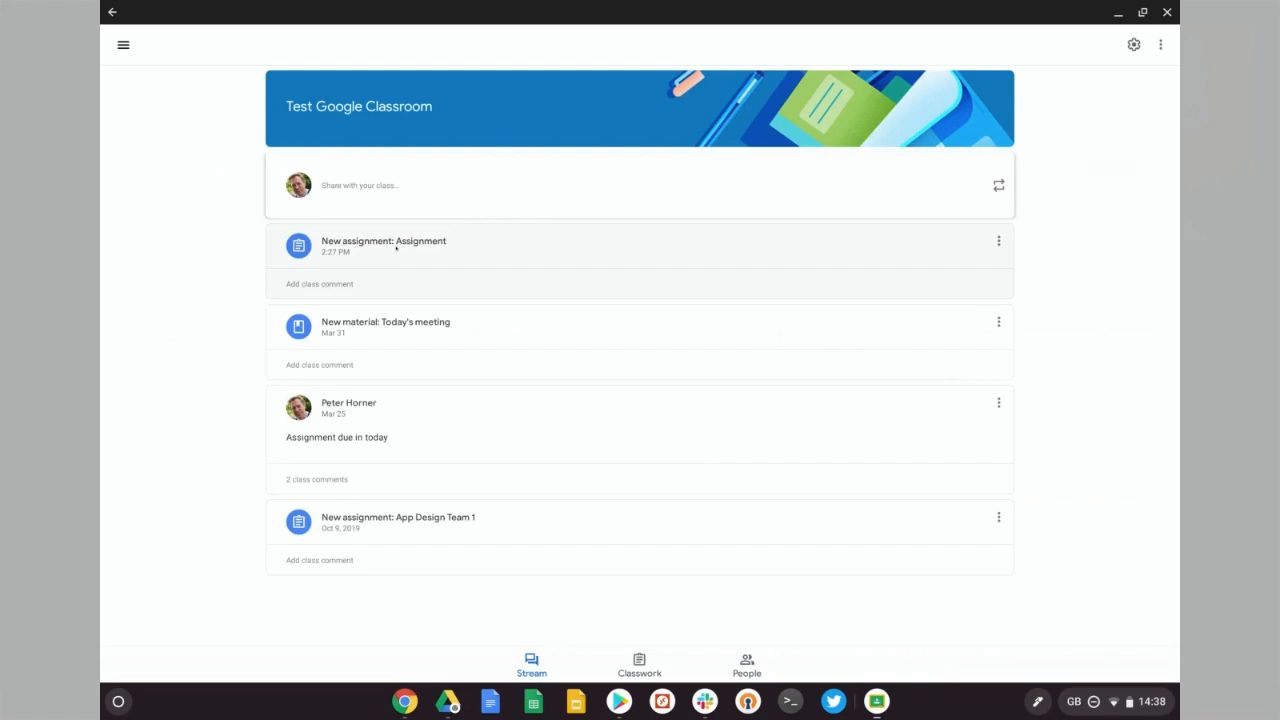 Test Google Classroom
Share with your class...
New assignment: Assignment
2:27 PM
Add class comment
New material: Today's meeting
Mar 31
Add class comment
Peter Horner
Mar 25
Assignment due in today
2 class comments
New assignment: App Design Team 1
Oct 9, 2019
Add class comment
Stream
Classwork
People
GB
14:38